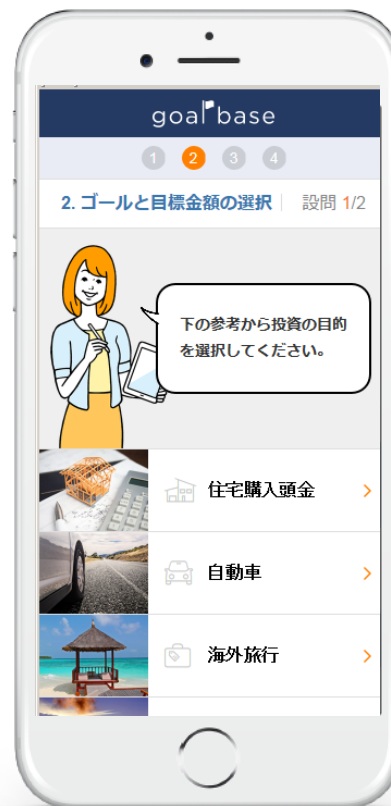 goal base
1 2 3 4
2. ゴールと目標金額の選択 設問 1/2
下の参考から投資の目的
を選択してください。
住宅購入頭金
自動車
海外旅行